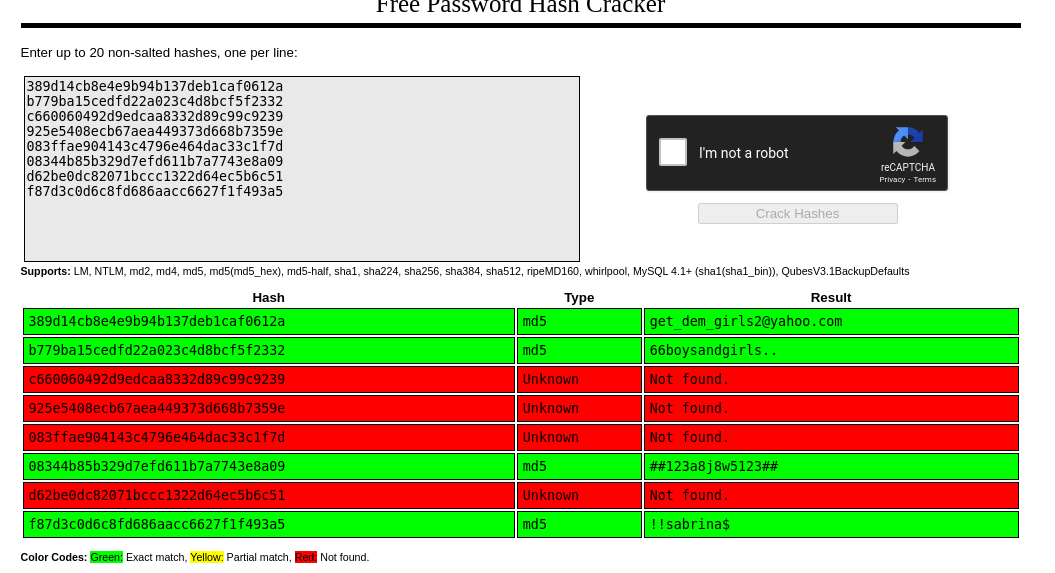 Free Password Hash Cracker
Enter up to 20 non-salted hashes, one per line:
389d14cb8e4e9b94b137deb1caf0612a
b779ba15cedfd22a023c4d8bcf5f2332
c660060492d9edcaa8332d89c99c9239
925e5408ecb67aea449373d668b7359e
083ffae904143c4796e464dac33c1f7d
08344b85b329d7efd611b7a7743e8a09
d62be0dc82071bccc1322d64ec5b6c51
f87d3c0d6c8fd686aacc6627f1f493a5
I'm not a robot
reCAPTCHA
Privacy - Terms
Crack Hashes
Supports: LM, NTLM, md2, md4, md5, md5(md5_hex), md5-half, sha1, sha224, sha256, sha384, sha512, ripeMD160, whirlpool, MySQL 4.1+ (sha1(sha1_bin)), QubesV3.1BackupDefaults
Hash Type Result
389d14cb8e4e9b94b137deb1caf0612a md5 get_dem_girls2@yahoo.com
b779ba15cedfd22a023c4d8bcf5f2332 md5 66boysandgirls..
c660060492d9edcaa8332d89c99c9239 Unknown Not found.
925e5408ecb67aea449373d668b7359e Unknown Not found.
083ffae904143c4796e464dac33c1f7d Unknown Not found.
08344b85b329d7efd611b7a7743e8a09 md5 ##123a8j8w5123##
d62be0dc82071bccc1322d64ec5b6c51 Unknown Not found.
f87d3c0d6c8fd686aacc6627f1f493a5 md5 !!sabrina$
Color Codes: Green: Exact match, Yellow: Partial match, Red: Not found.